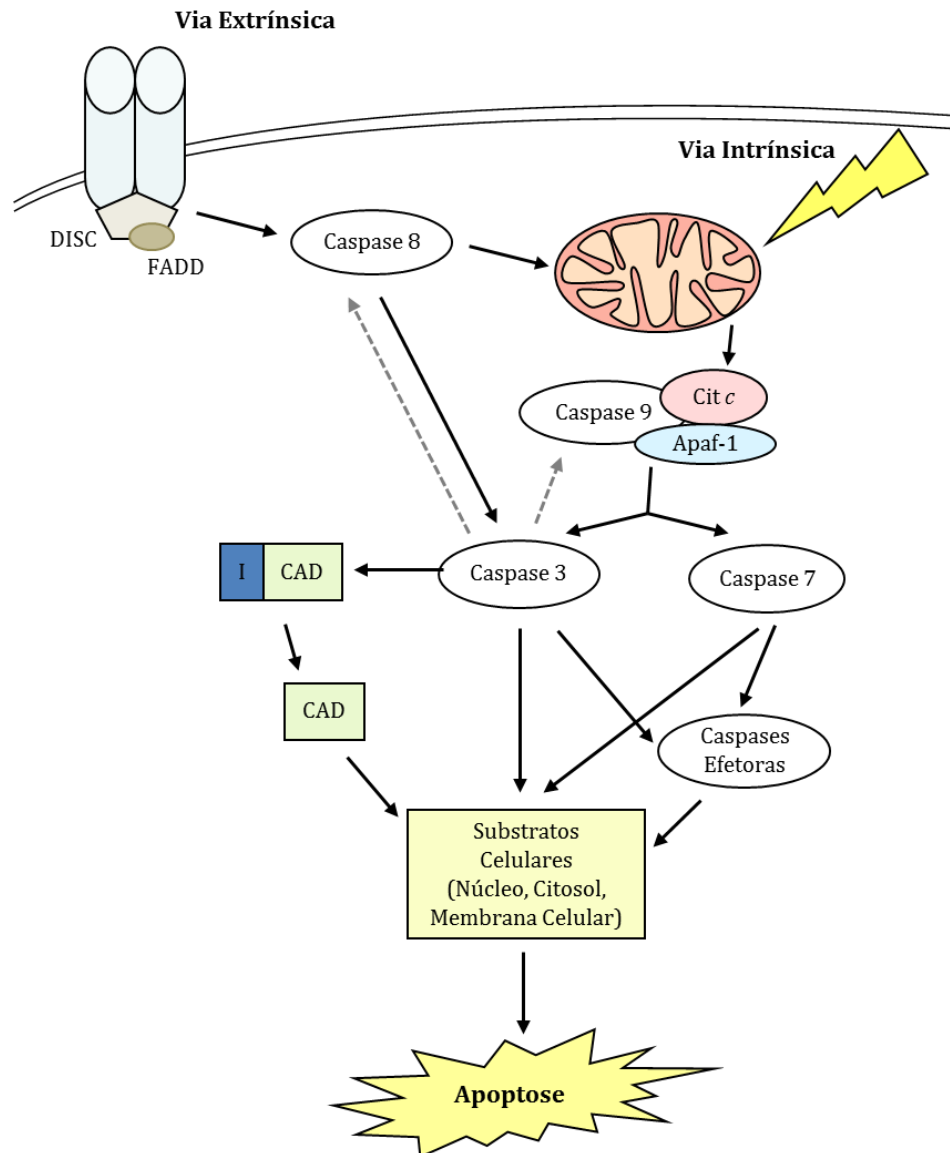 Via Extrínsica
Via Intrínsica
DISC
FADD
Caspase 8
Cit c
Caspase 9
Apaf-1
I
CAD
Caspase 3
Caspase 7
CAD
Caspases
Efetoras
Substratos
Celulares
(Núcleo, Citosol,
Membrana Celular)
Apoptose